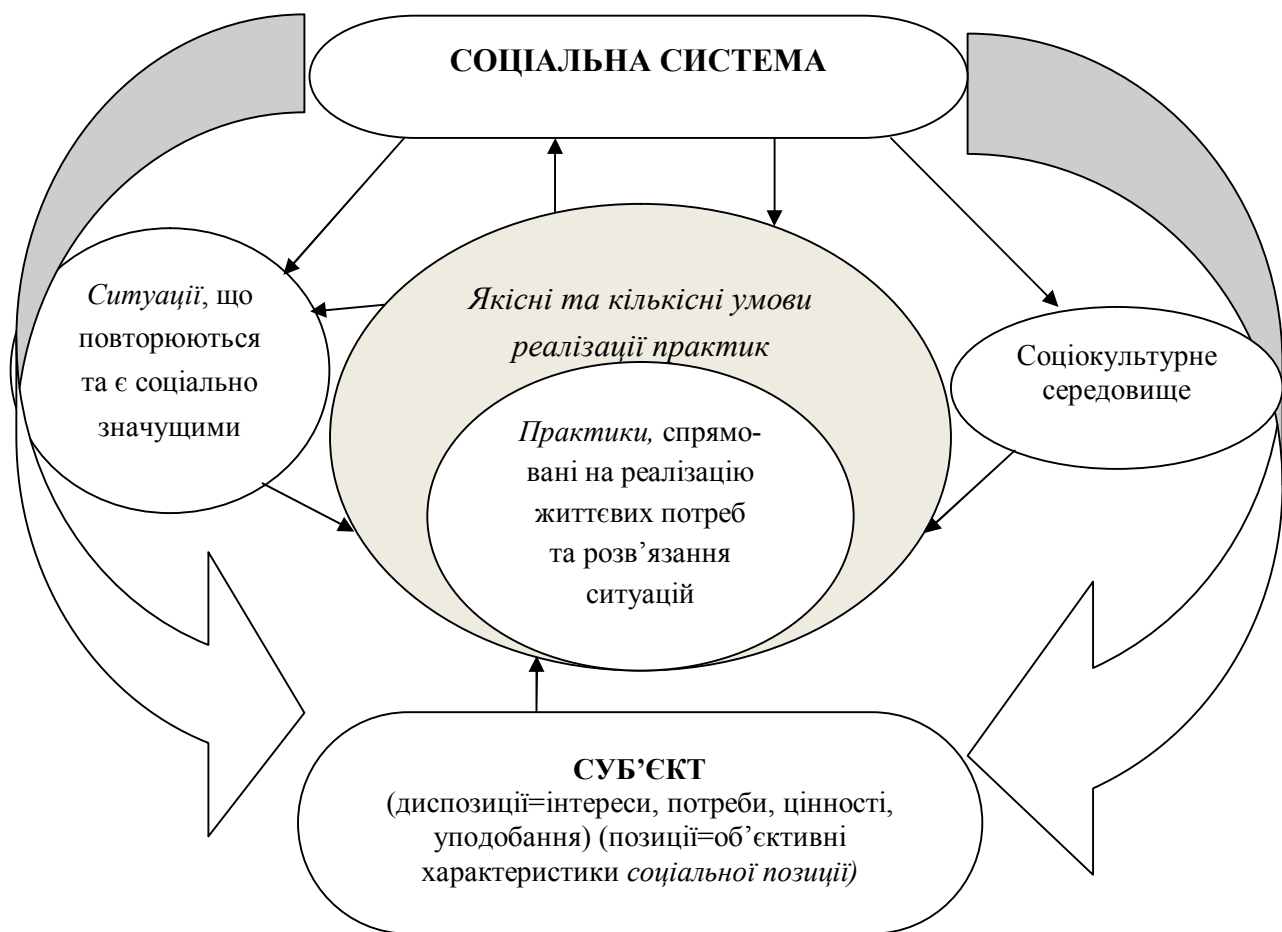 СОЦІАЛЬНА СИСТЕМА
Ситуації, що
повторюються
та є соціально
значущими
Якісні та кількісні умови
реалізації практик
Практики, спрямо-
вані на реалізацію
життєвих потреб
та розв’язання
ситуацій
Соціокультурне
середовище
СУБ’ЄКТ
(диспозиції=інтереси, потреби, цінності,
уподобання) (позиції=об’єктивні
характеристики соціальної позиції)